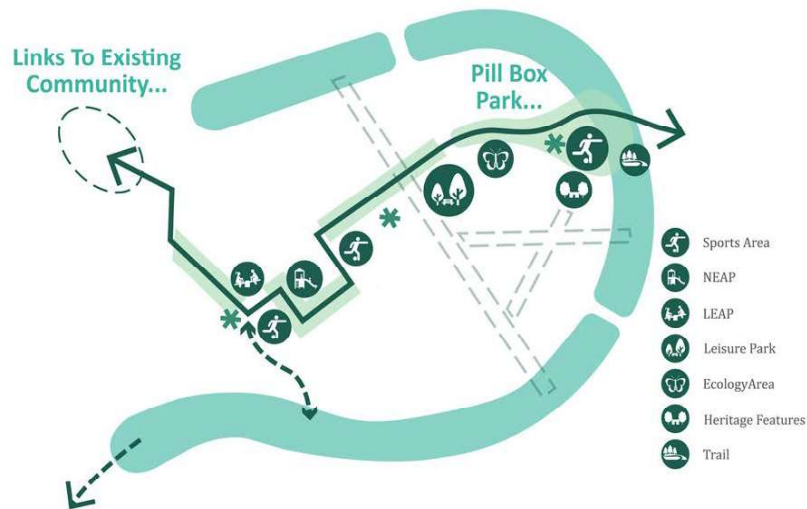 Links To Existing
Community...
Pill Box
Park...
Sports Area
NEAP
LEAP
Leisure Park
EcologyArea
Heritage Features
Trail